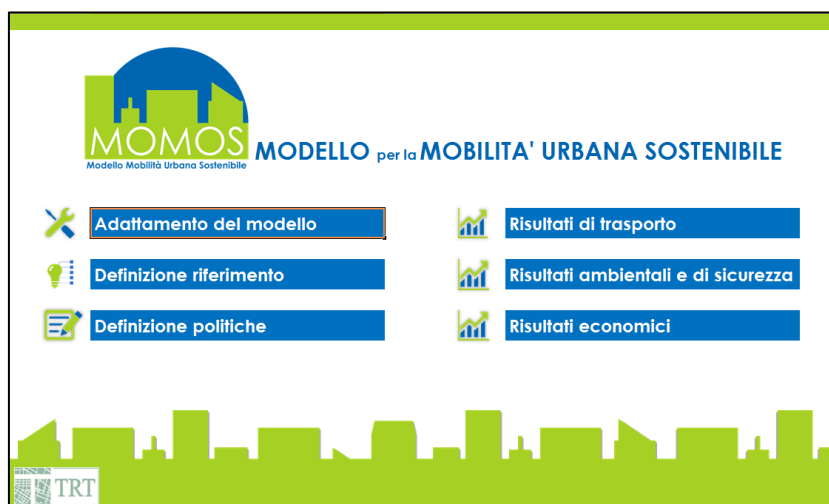 MOMOS
Modello Mobilità Urbana Sostenibile
MODELLO per la MOBILITA' URBANA SOSTENIBILE
Adattamento del modello
Definizione riferimento
Definizione politiche
Risultati di trasporto
Risultati ambientali e di sicurezza
Risultati economici
TRT